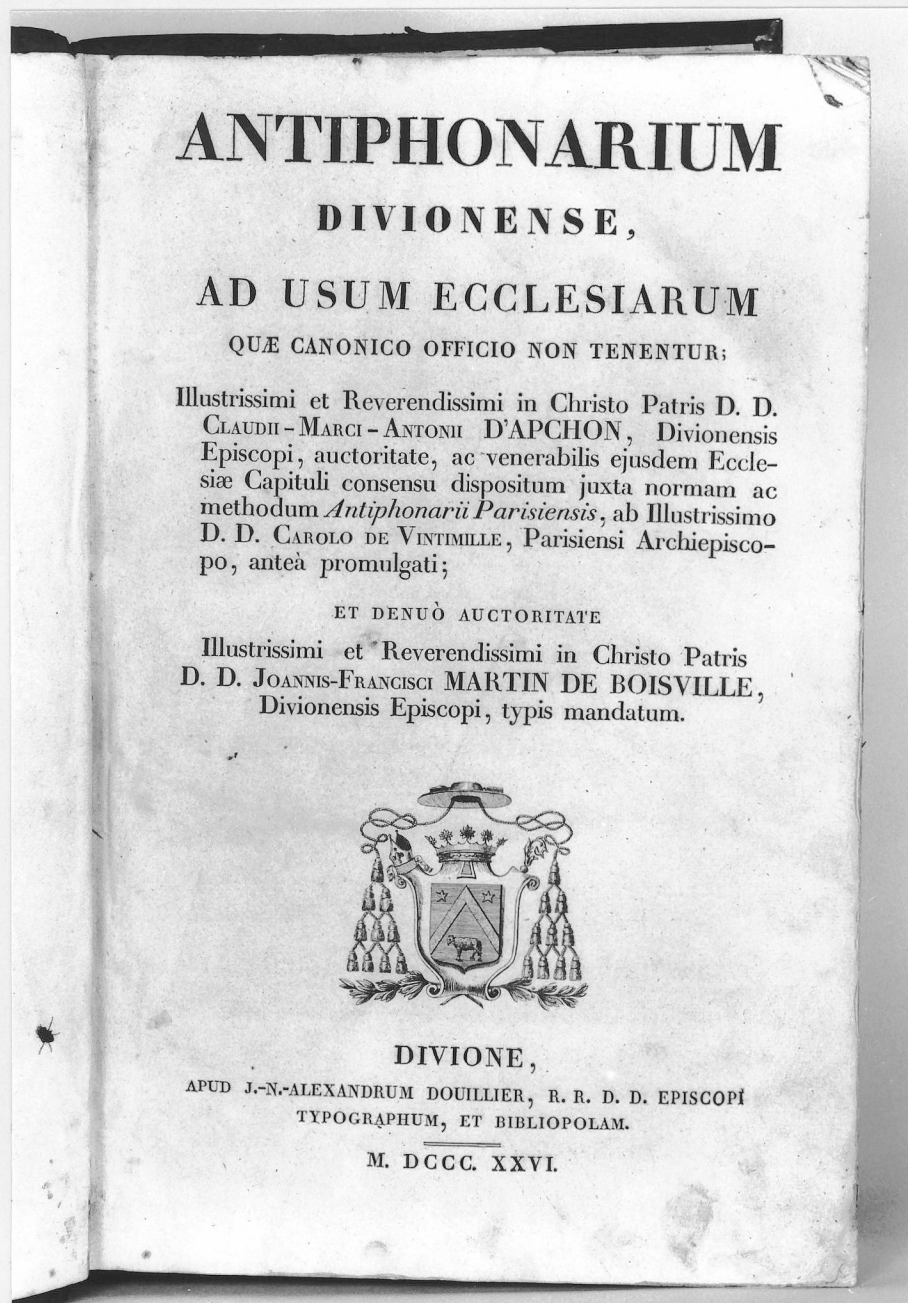 ANTIPHONARIUM
DIVIONENSE,
AD USUM ECCLESIARUM
QUÆ CANONICO OFFICIO NON TENENTUR;
Illustrissimi et Reverendissimi in Christo Patris D. D.
Claudii-Marci-Antonii D'APCHON, Divionensis
Episcopi, auctoritate, ac venerabilis ejusdem Eccle-
siæ Capituli consensu dispositum juxta normam ac
methodum Antiphonarii Parisiensis, ab Illustrissimo
D. D. Carolo de Vintimille, Parisiensi Archiepisco-
po, anteà promulgati;
ET DENUÒ AUCTORITATE
Illustrissimi et Reverendissimi in Christo Patris
D. D. Joannis-Francisci MARTIN DE BOISVILLE,
Divionensis Episcopi, typis mandatum.
DIVIONE,
APUD J.-N.-ALEXANDRUM DOUILLIER, R. R. D. D. EPISCOPI
TYPOGRAPHUM, ET BIBLIOPOLAM.
M. DCCC. XXVI.